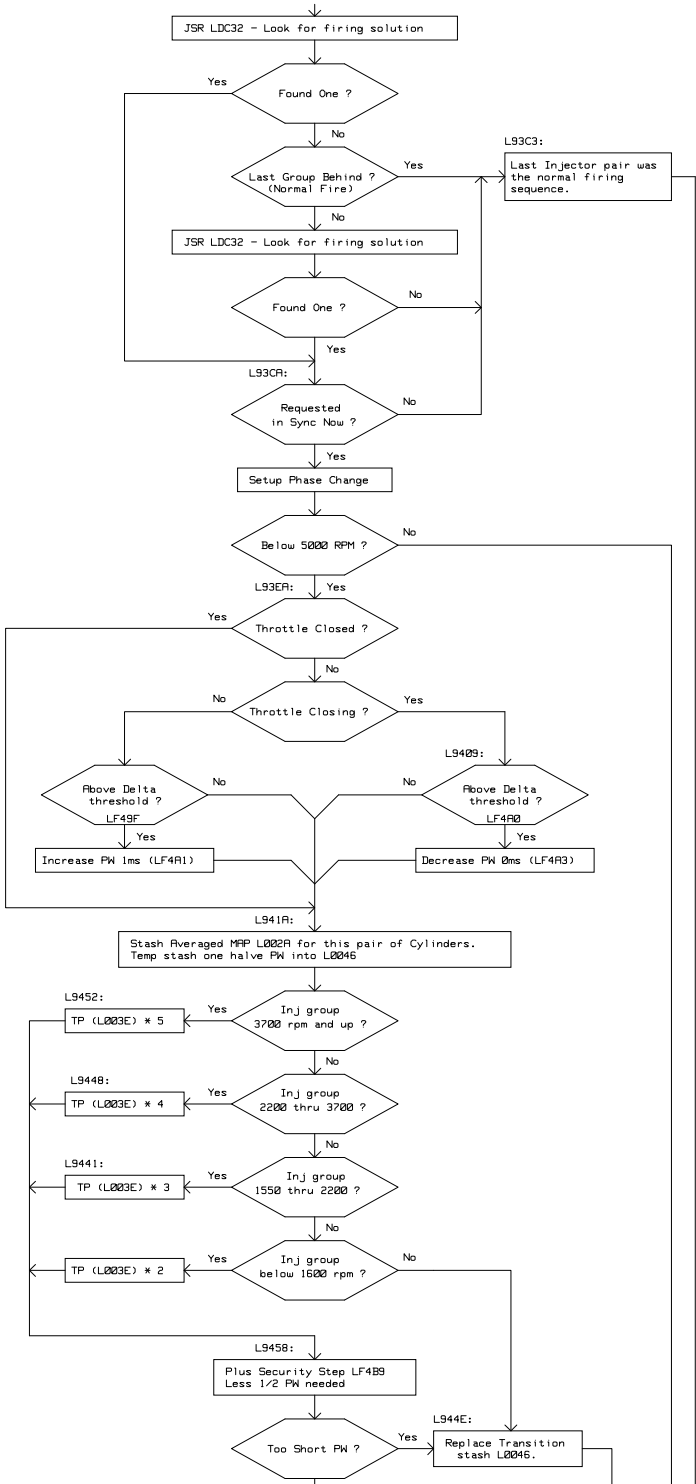 JSR LDC32 - Look for firing solution
Yes
Found One ?
No
L93C3:
Last Group Behind ?
(Normal Fire)
Yes
Last Injector pair was
the normal firing
sequence.
No
JSR LDC32 - Look for firing solution
Found One ?
No
Yes
L93CA:
Requested
in Sync Now ?
No
Yes
Setup Phase Change
Below 5000 RPM ?
No
L93EA:
Yes
Yes
Throttle Closed ?
No
No
Throttle Closing ?
Yes
L9409:
Above Delta
threshold ?
LF49F
No
No
Above Delta
threshold ?
LF4A0
Yes
Yes
Increase PW 1ms (LF4A1)
Decrease PW 0ms (LF4A3)
L941A:
Stash Averaged MAP L002A for this pair of Cylinders.
Temp stash one halve PW into L0046
L9452:
TP (L003E) * 5
Yes
Inj group
3700 rpm and up ?
No
L9448:
TP (L003E) * 4
Yes
Inj group
2200 thru 3700 ?
No
L9441:
TP (L003E) * 3
Yes
Inj group
1550 thru 2200 ?
No
TP (L003E) * 2
Yes
Inj group
below 1600 rpm ?
No
L9458:
Plus Security Step LF4B9
Less 1/2 PW needed
L944E:
Too Short PW ?
Yes
Replace Transition
stash L0046.